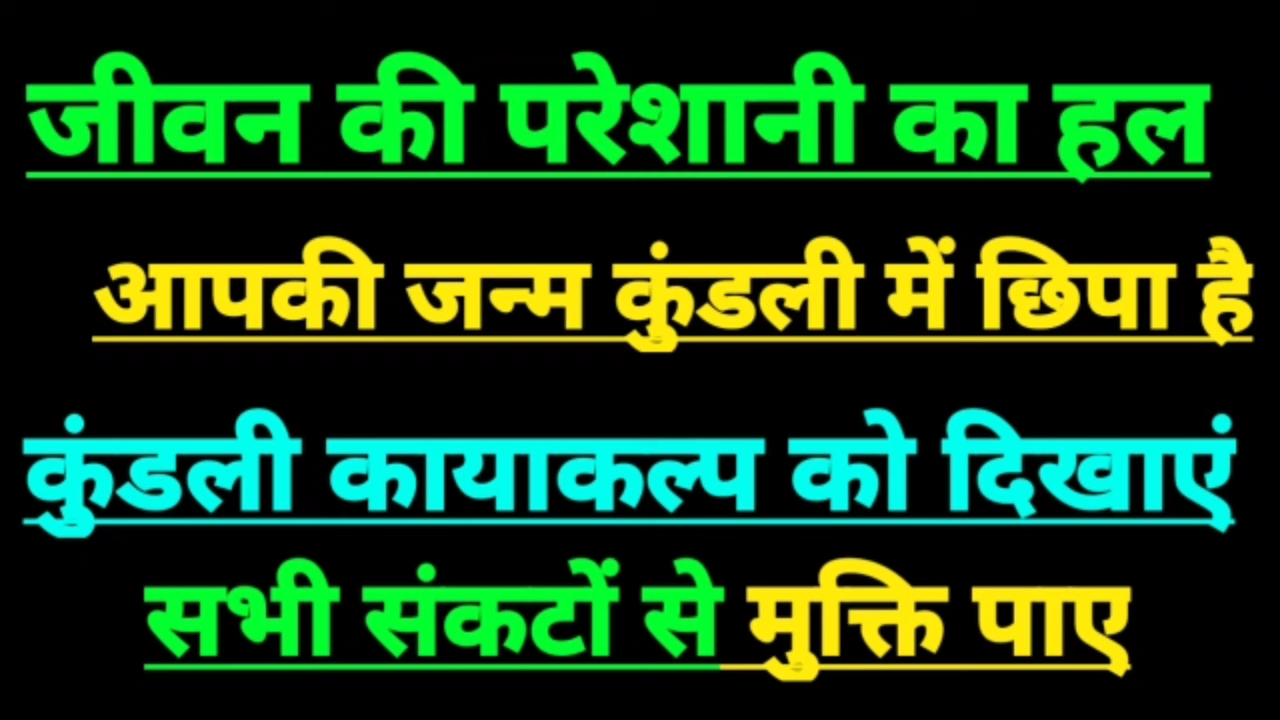 जीवन की परेशानी का हल
आपकी जन्म कुंडली में छिपा है
कुंडली कायाकल्प को दिखाएं
सभी संकटों से मुक्ति पाए